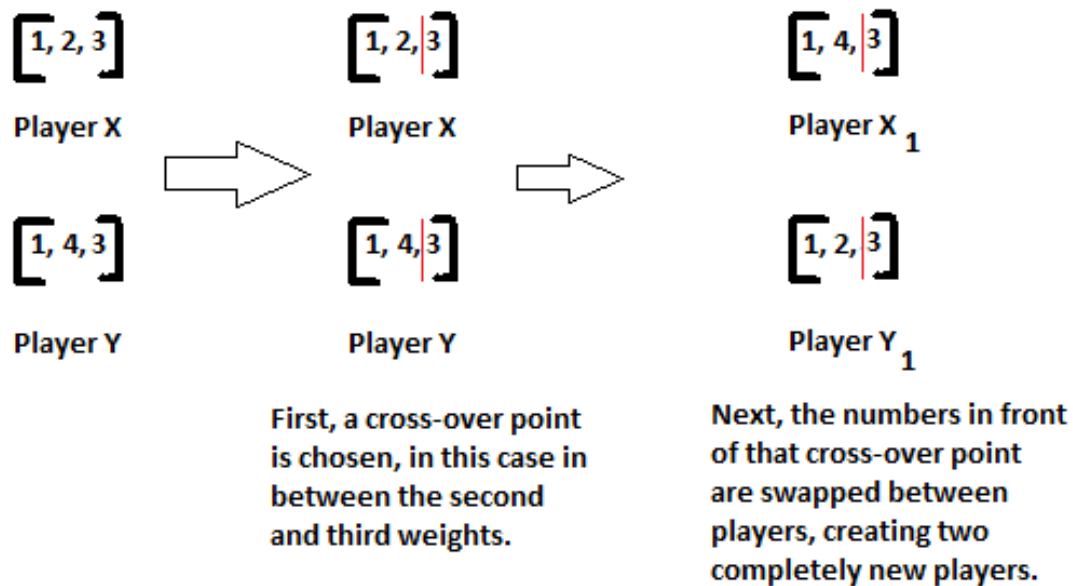 1, 2, 3
1, 2, 3
1, 4, 3
Player X
Player X
Player X 1
1, 4, 3
1, 4, 3
1, 2, 3
Player Y
Player Y
Player Y 1
First, a cross-over point
is chosen, in this case in
between the second
and third weights.
Next, the numbers in front
of that cross-over point
are swapped between
players, creating two
completely new players.